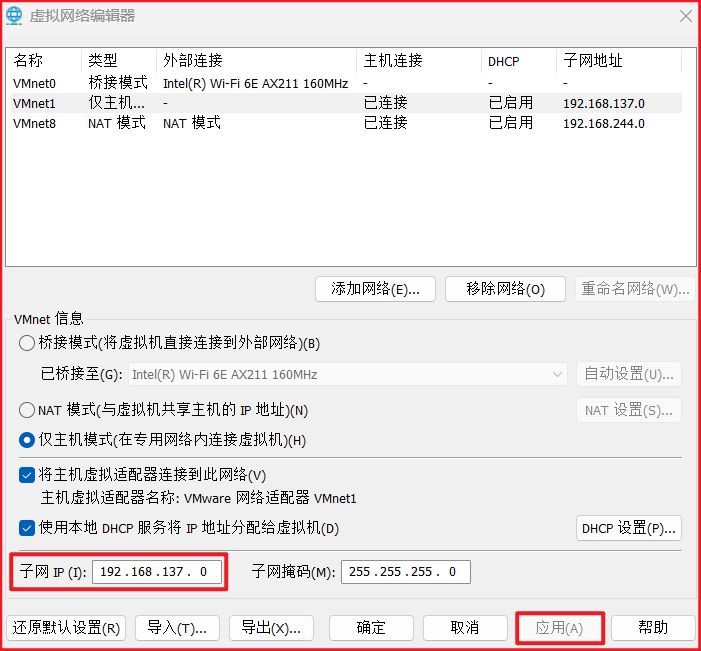 虚拟网络编辑器
名称 类型 外部连接 主机连接 DHCP 子网地址
VMnet0 桥接模式 Intel(R) Wi-Fi 6E AX211 160MHz - - -
VMnet1 仅主机... - 已连接 已启用 192.168.137.0
VMnet8 NAT 模式 NAT 模式 已连接 已启用 192.168.244.0
添加网络(E)... 移除网络(O) 重命名网络(W)...
VMnet 信息
桥接模式(将虚拟机直接连接到外部网络)(B)
已桥接至(G): Intel(R) Wi-Fi 6E AX211 160MHz 自动设置(U)...
NAT 模式(与虚拟机共享主机的 IP 地址)(N) NAT 设置(S)...
仅主机模式(在专用网络内连接虚拟机)(H)
将主机虚拟适配器连接到此网络(V)
主机虚拟适配器名称: VMware 网络适配器 VMnet1
使用本地 DHCP 服务将 IP 地址分配给虚拟机(D) DHCP 设置(P)...
子网 IP (I): 192.168.137. 0 子网掩码(M): 255.255.255. 0
还原默认设置(R) 导入(T)... 导出(X)... 确定 取消 应用(A) 帮助